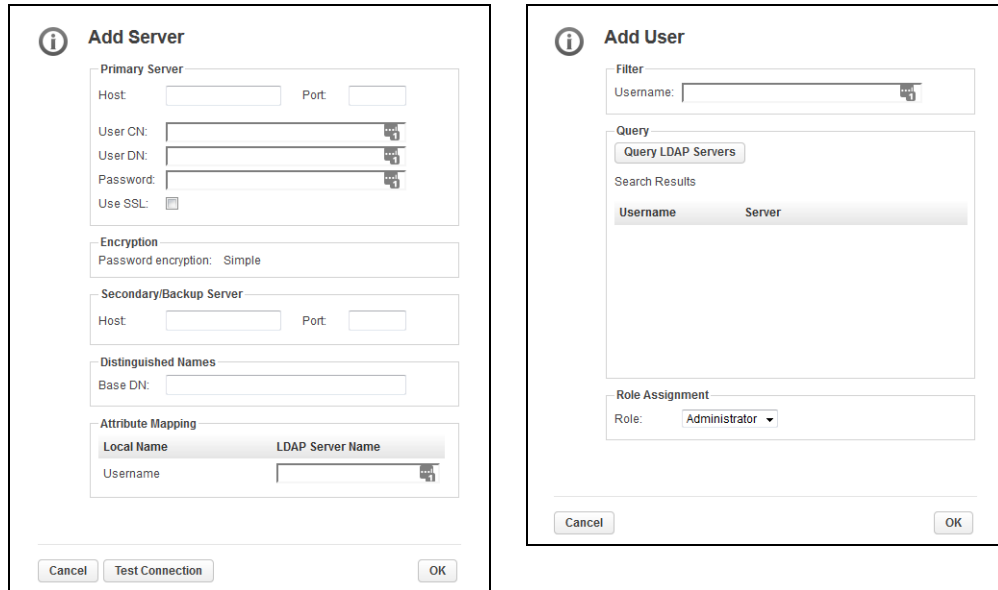 Add Server
Primary Server
Host: Port:
User CN:
User DN:
Password:
Use SSL:
Encryption
Password encryption: Simple
Secondary/Backup Server
Host: Port:
Distinguished Names
Base DN:
Attribute Mapping
Local Name LDAP Server Name
Username
Cancel Test Connection OK
Add User
Filter
Username:
Query
Query LDAP Servers
Search Results
Username Server
Role Assignment
Role: Administrator
Cancel OK